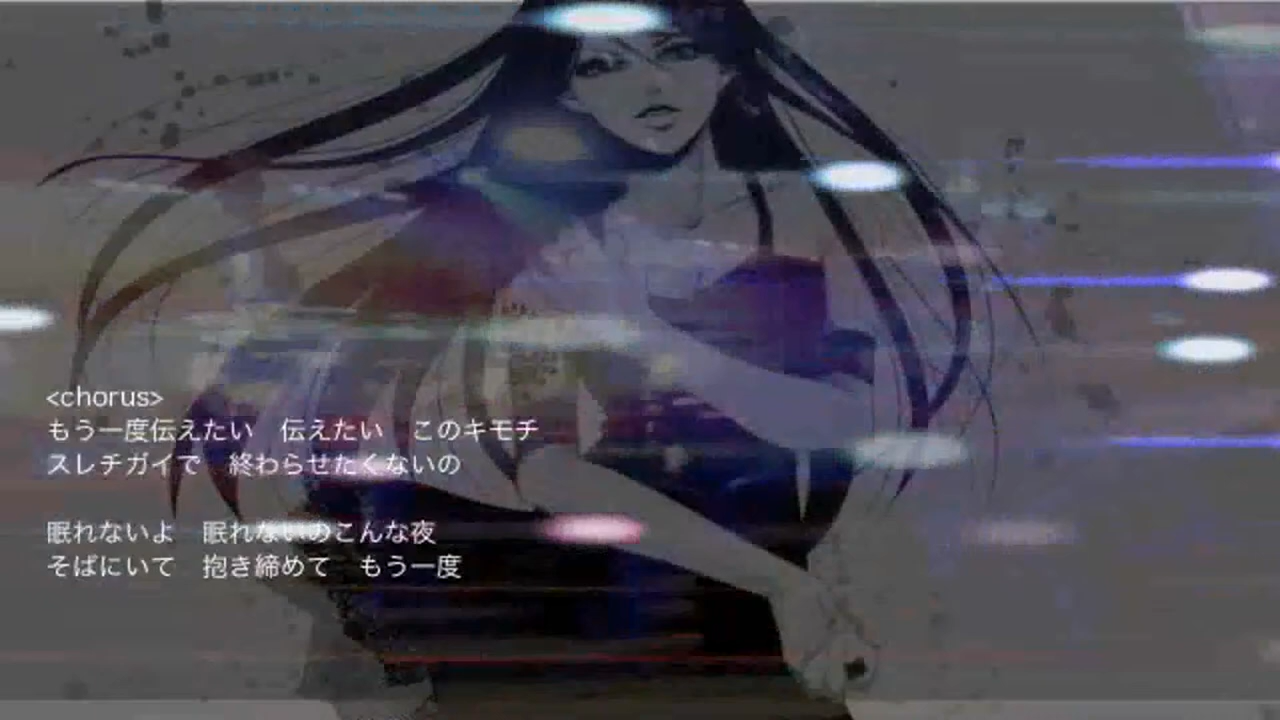 <chorus>
もう一度伝えたい　伝えたい　このキモチ
スレチガイで　終わらせたくないの
眠れないよ　眠れないのこんな夜
そばにいて　抱き締めて　もう一度